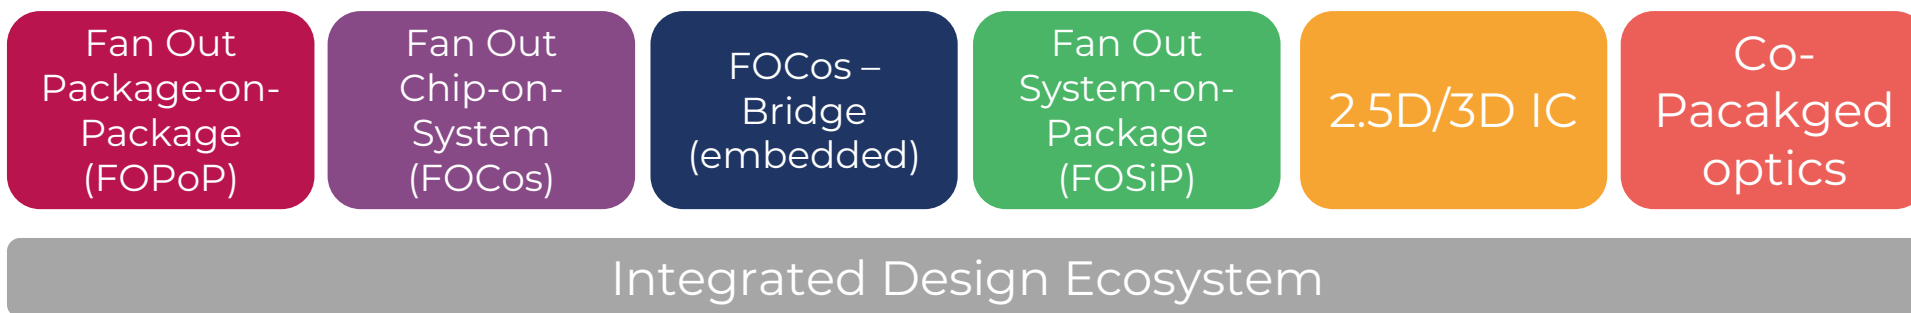 Fan Out
Package-on-
Package
(FOPoP)
Fan Out
Chip-on-
System
(FOCos)
FOCos –
Bridge
(embedded)
Fan Out
System-on-
Package
(FOSiP)
2.5D/3D IC
Co-
Pacakged
optics
Integrated Design Ecosystem